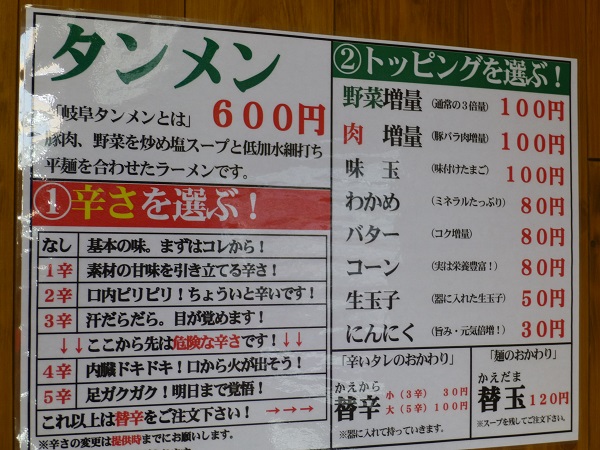 タンメン
「岐阜タンメンとは」 600円
豚肉、野菜を炒め塩スープと低加水細打ち
平麺を合わせたラーメンです。
①辛さを選ぶ！
なし 基本の味。まずはコレから！
1辛 素材の甘味を引き立てる辛さ！
2辛 口内ピリピリ！ちょういと辛いです！
3辛 汗だらだら。目が覚めます！
↓↓ここから先は危険な辛さです！↓↓
4辛 内臓ドキドキ！口から火が出そう！
5辛 足ガクガク！明日まで覚悟！
これ以上は替辛をご注文下さい！ →→→
※辛さの変更は提供時までにお願いします。
②トッピングを選ぶ！
野菜増量 （通常の３倍量） 100円
肉 増量 （豚バラ肉増量） 100円
味 玉 （味付けたまご） 100円
わかめ （ミネラルたっぷり） 80円
バター （コク増量） 80円
コーン （実は栄養豊富！） 80円
生玉子 （器に入れた生玉子） 50円
にんにく （旨み・元気倍増！） 30円
「辛いタレのおかわり」
かえから
替辛 小（３辛） 30円
大（５辛）100円
※器に入れて持っていきます。
「麺のおかわり」
かえだま
替玉 120円
※スープを残してご注文下さい。